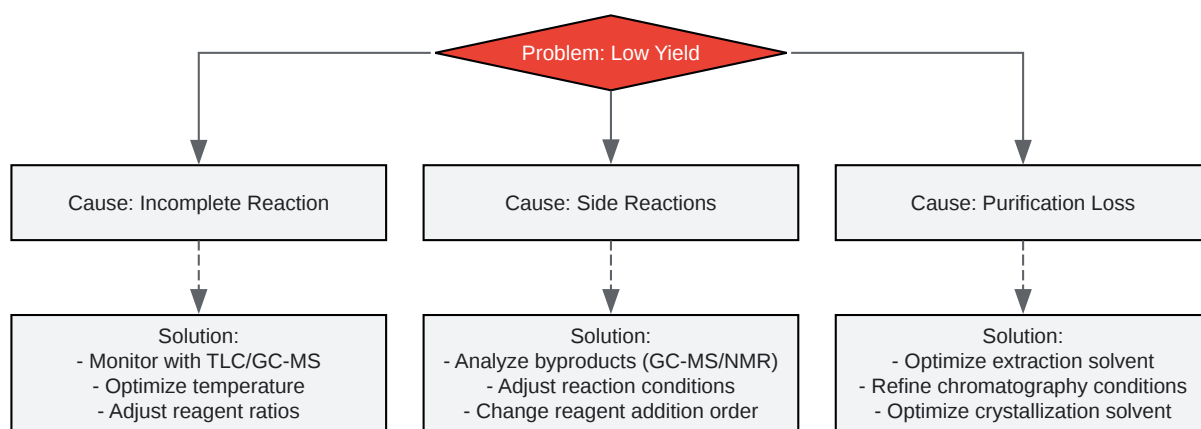 Problem: Low Yield
Cause: Incomplete Reaction
Cause: Side Reactions
Cause: Purification Loss
Solution:
- Monitor with TLC/GC-MS
- Optimize temperature
- Adjust reagent ratios
Solution:
- Analyze byproducts (GC-MS/NMR)
- Adjust reaction conditions
- Change reagent addition order
Solution:
- Optimize extraction solvent
- Refine chromatography conditions
- Optimize crystallization solvent